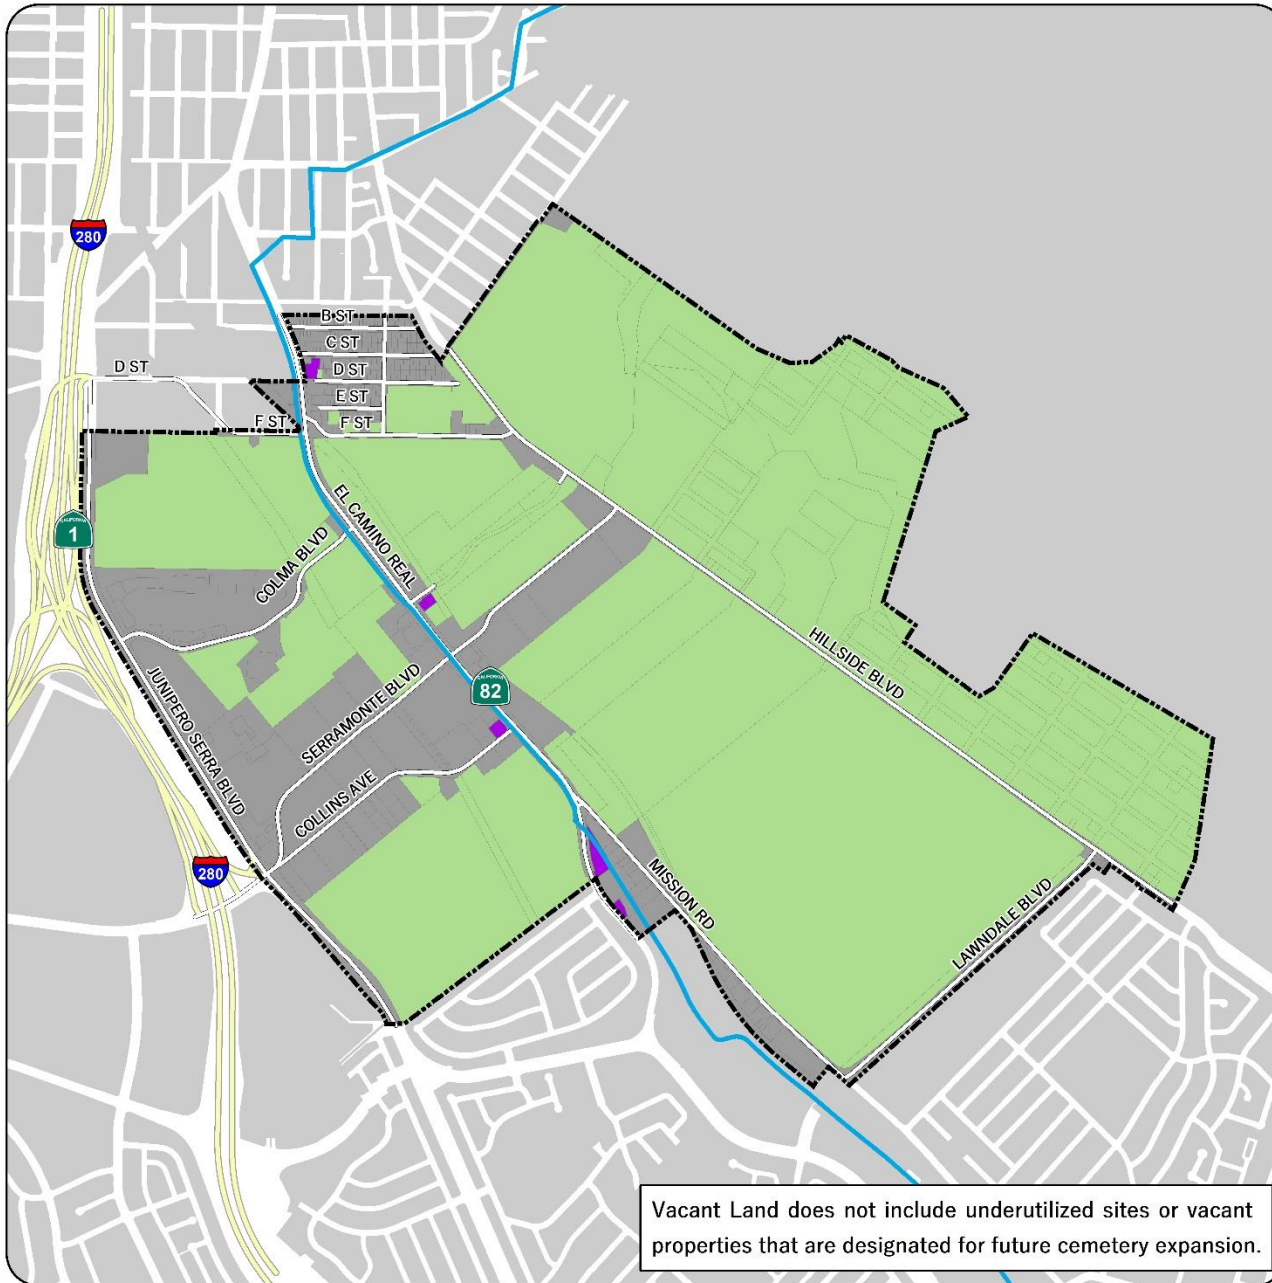 280
B ST
C ST
D ST
D ST
E ST
F ST
F ST
EL CAMINO REAL
CALIFORNIA
1
COLMA BLVD
HILLSIDE BLVD
JUNIPERO SERRA BLVD
CALIFORNIA
82
SERRAMONTE BLVD
COLLINS AVE
280
MISSION RD
LAWNDALE BLVD
Vacant Land does not include underutilized sites or vacant
properties that are designated for future cemetery expansion.